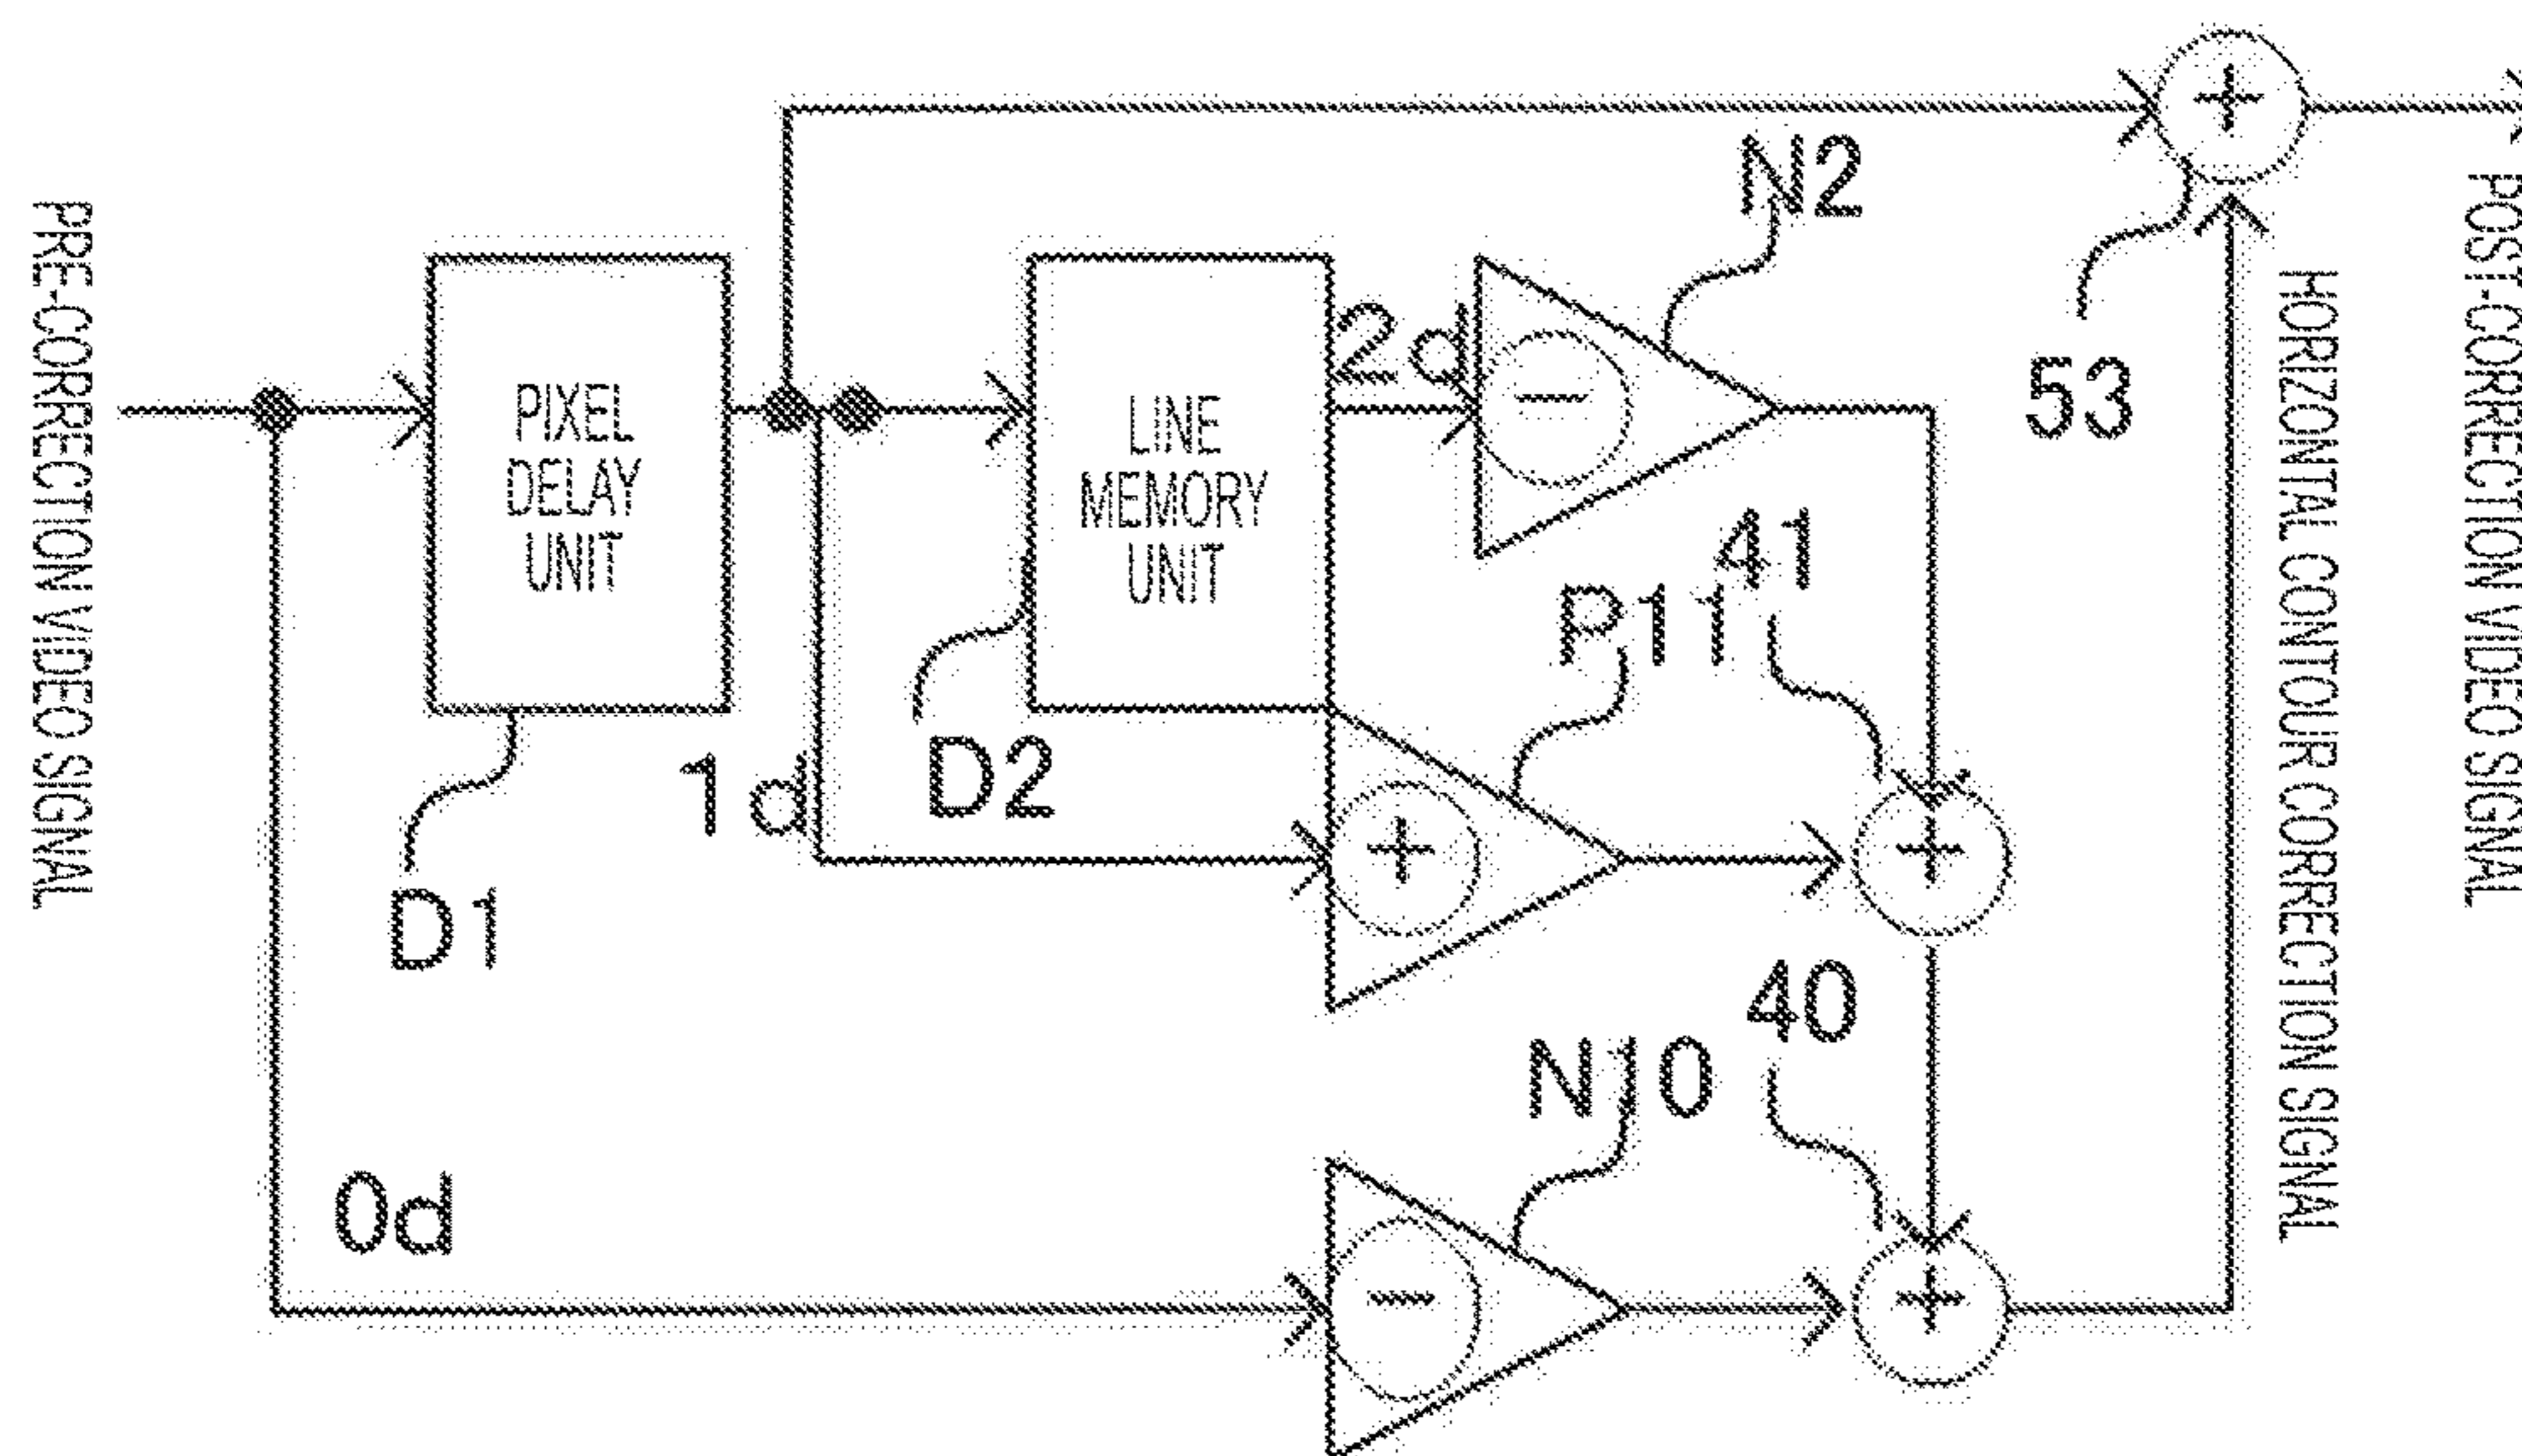 PRE-CORRECTION VIDEO SIGNAL
PIXEL
DELAY
UNIT
D1
1d
0d
LINE
MEMORY
UNIT
D2
2d
N2
-
P11
+
41
+
N10
-
40
+
53
+
HORIZONTAL CONTOUR CORRECTION SIGNAL
POST-CORRECTION VIDEO SIGNAL